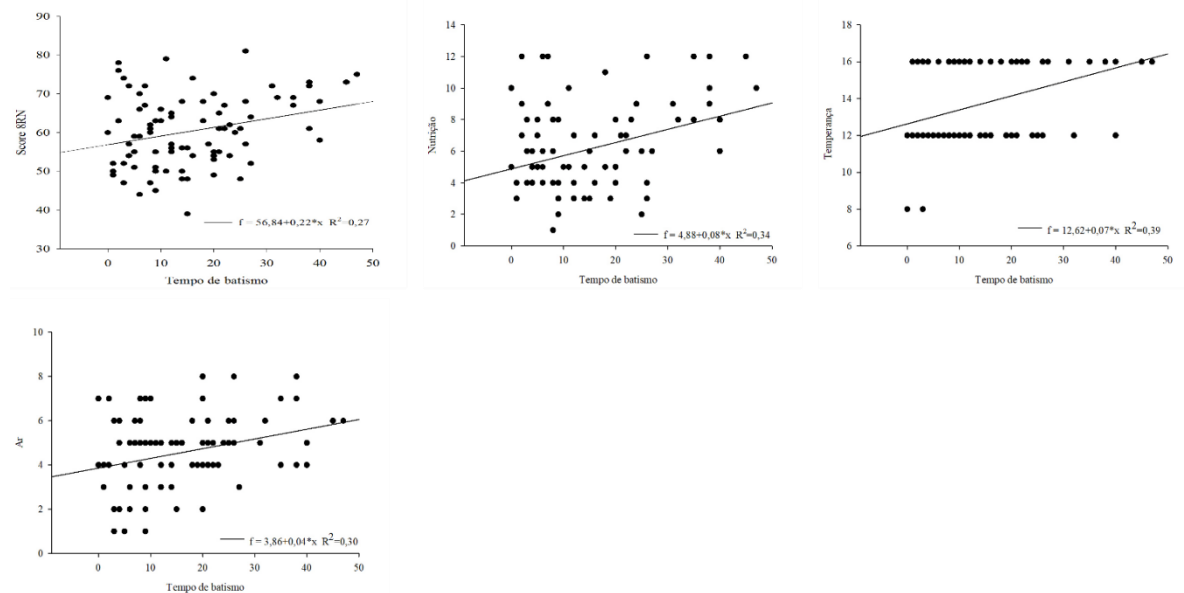 90
80
70
60
50
40
30
Score 8RN
f = 56,84+0,22*x R²=0,27
0 10 20 30 40 50
Tempo de batismo
14
12
10
8
6
4
2
0
Nutrição
f = 4,88+0,08*x R²=0,34
0 10 20 30 40 50
Tempo de batismo
18
16
14
12
10
8
6
Temperança
f = 12,62+0,07*x R²=0,39
0 10 20 30 40 50
Tempo de batismo
10
8
6
4
2
0
Ar
f = 3,86+0,04*x R²=0,30
0 10 20 30 40 50
Tempo de batismo